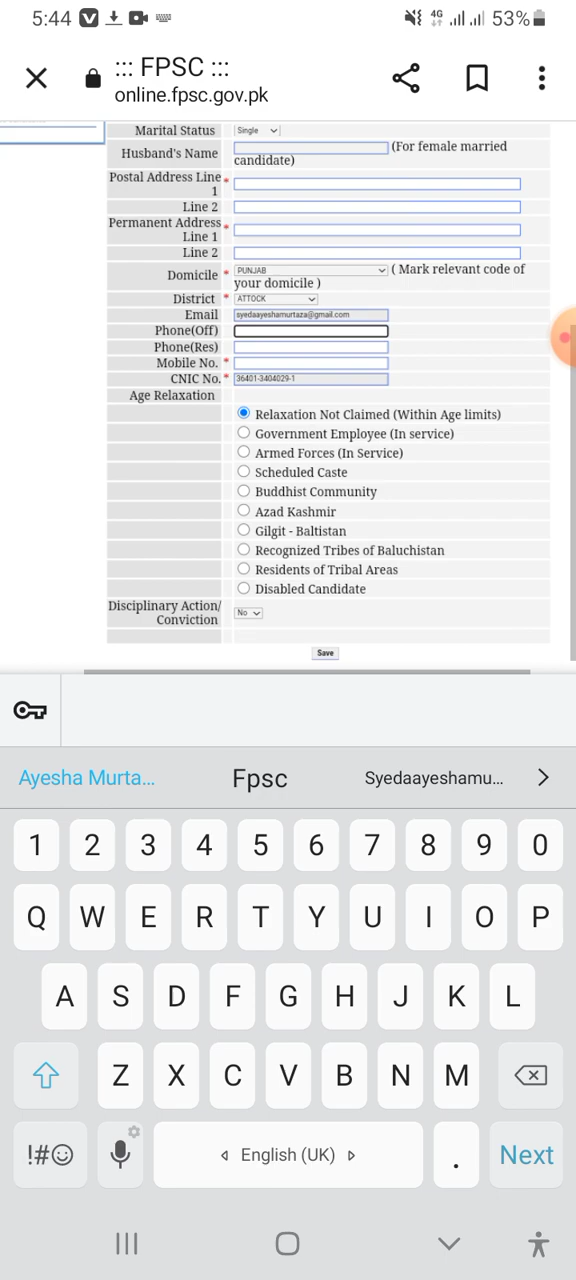 5:44 4G 53%
::: FPSC :::
online.fpsc.gov.pk
Marital Status Single
Husband's Name (For female married candidate)
Postal Address Line 1 *
Line 2
Permanent Address Line 1 *
Line 2
Domicile * PUNJAB ( Mark relevant code of your domicile )
District * ATTOCK
Email syedaayeshamurtaza@gmail.com
Phone(Off)
Phone(Res)
Mobile No. *
CNIC No. * 36401-3404029-1
Age Relaxation
Relaxation Not Claimed (Within Age limits)
Government Employee (In service)
Armed Forces (In Service)
Scheduled Caste
Buddhist Community
Azad Kashmir
Gilgit - Baltistan
Recognized Tribes of Baluchistan
Residents of Tribal Areas
Disabled Candidate
Disciplinary Action/ Conviction No
Save
Ayesha Murta... Fpsc Syedaayeshamu...
1 2 3 4 5 6 7 8 9 0
Q W E R T Y U I O P
A S D F G H J K L
Z X C V B N M
!#☺ English (UK) . Next